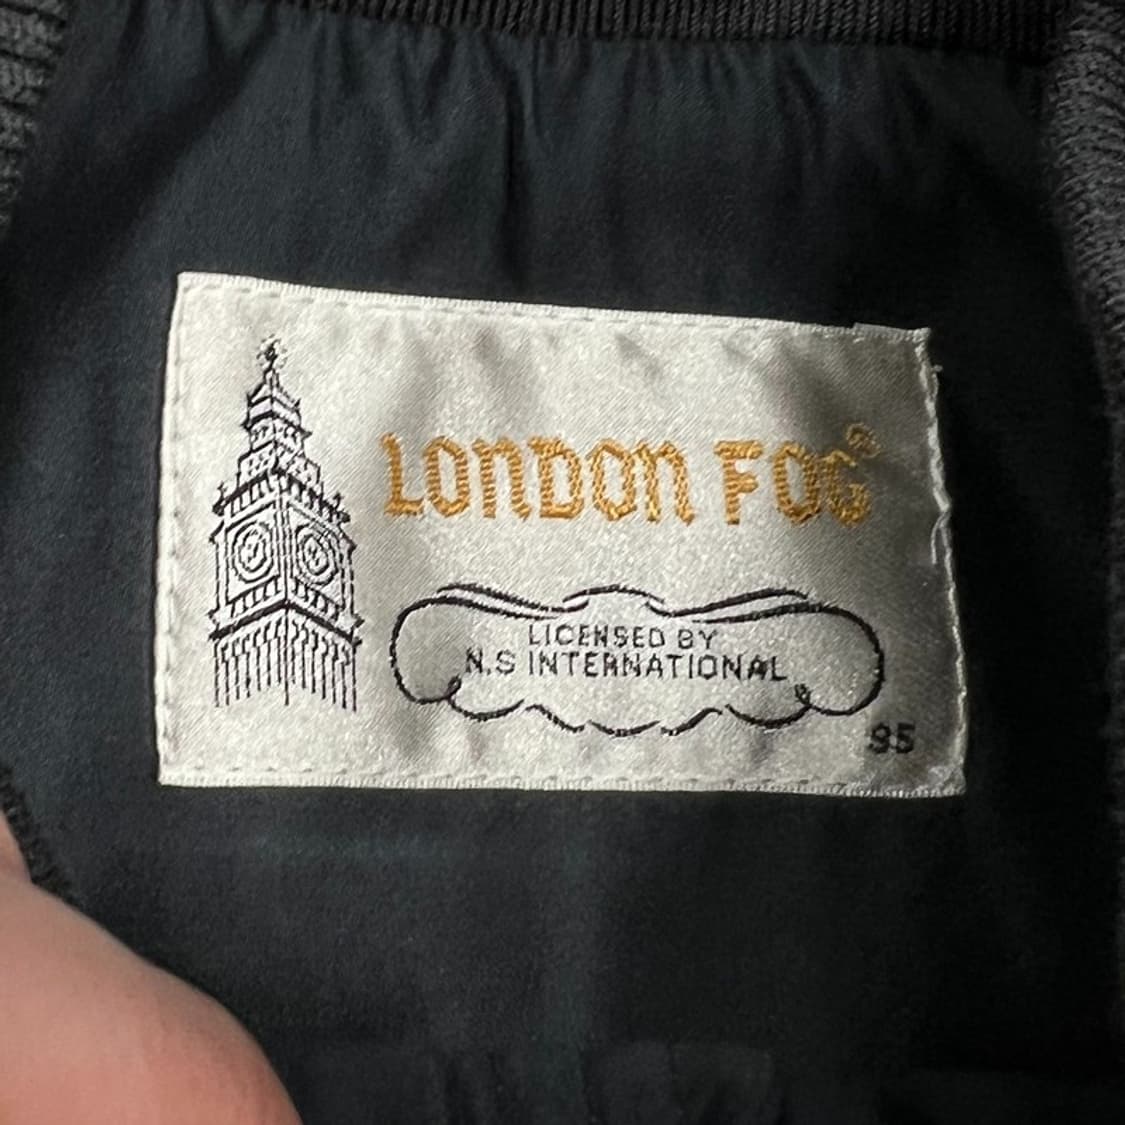 LONDON FOG®
LICENSED BY
N.S INTERNATIONAL
95